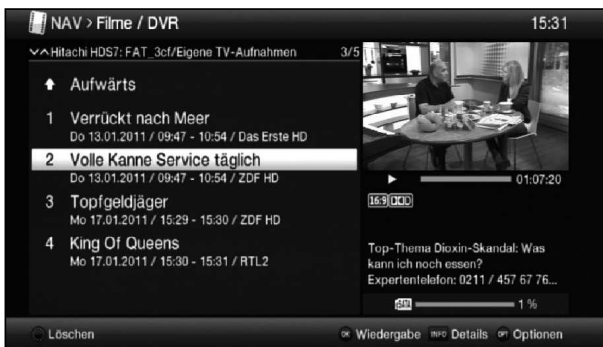 NAV > Filme / DVR 15:31
Hitachi HDS7: FAT_3cf/Eigene TV-Aufnahmen 3/5
Aufwärts
1 Verrückt nach Meer
Do 13.01.2011 / 09:47 - 10:54 / Das Erste HD
2 Volle Kanne Service täglich
Do 13.01.2011 / 09:47 - 10:54 / ZDF HD
3 Topfgeldjäger
Mo 17.01.2011 / 15:29 - 15:30 / ZDF HD
4 King Of Queens
Mo 17.01.2011 / 15:30 - 15:31 / RTL2
01:07:20
16:9
Top-Thema Dioxin-Skandal: Was
kann ich noch essen?
Expertentelefon: 0211 / 457 67 76...
1 %
Löschen OK Wiedergabe INFO Details OPT Optionen